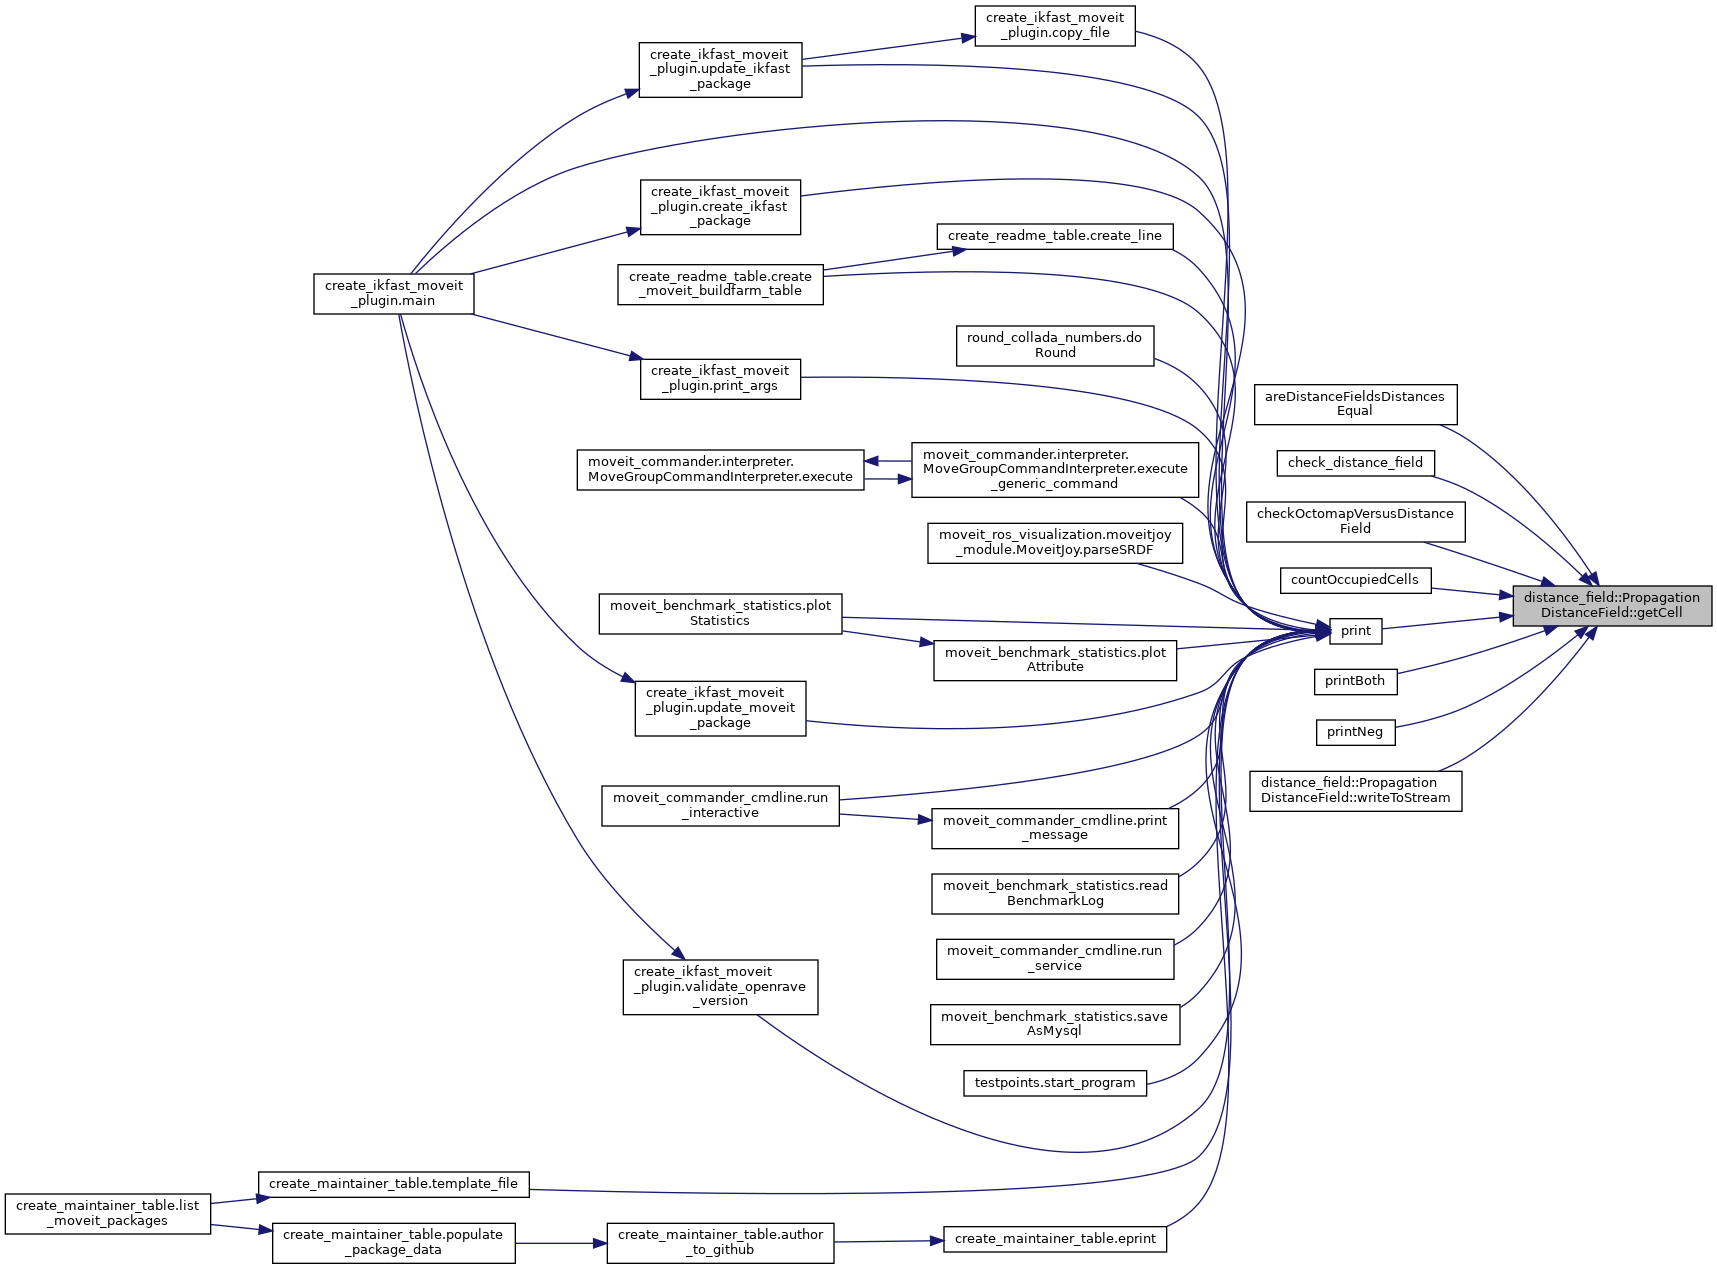 create_ikfast_moveit
_plugin.copy_file
create_ikfast_moveit
_plugin.update_ikfast
_package
create_ikfast_moveit
_plugin.create_ikfast
_package
create_readme_table.create_line
create_readme_table.create
_moveit_buildfarm_table
create_ikfast_moveit
_plugin.main
round_collada_numbers.do
Round
create_ikfast_moveit
_plugin.print_args
areDistanceFieldsDistances
Equal
moveit_commander.interpreter.
MoveGroupCommandInterpreter.execute
moveit_commander.interpreter.
MoveGroupCommandInterpreter.execute
_generic_command
check_distance_field
checkOctomapVersusDistance
Field
moveit_ros_visualization.moveitjoy
_module.MoveitJoy.parseSRDF
countOccupiedCells
distance_field::Propagation
DistanceField::getCell
moveit_benchmark_statistics.plot
Statistics
print
moveit_benchmark_statistics.plot
Attribute
printBoth
create_ikfast_moveit
_plugin.update_moveit
_package
printNeg
distance_field::Propagation
DistanceField::writeToStream
moveit_commander_cmdline.run
_interactive
moveit_commander_cmdline.print
_message
moveit_benchmark_statistics.read
BenchmarkLog
moveit_commander_cmdline.run
_service
create_ikfast_moveit
_plugin.validate_openrave
_version
moveit_benchmark_statistics.save
AsMysql
testpoints.start_program
create_maintainer_table.template_file
create_maintainer_table.list
_moveit_packages
create_maintainer_table.populate
_package_data
create_maintainer_table.author
_to_github
create_maintainer_table.eprint